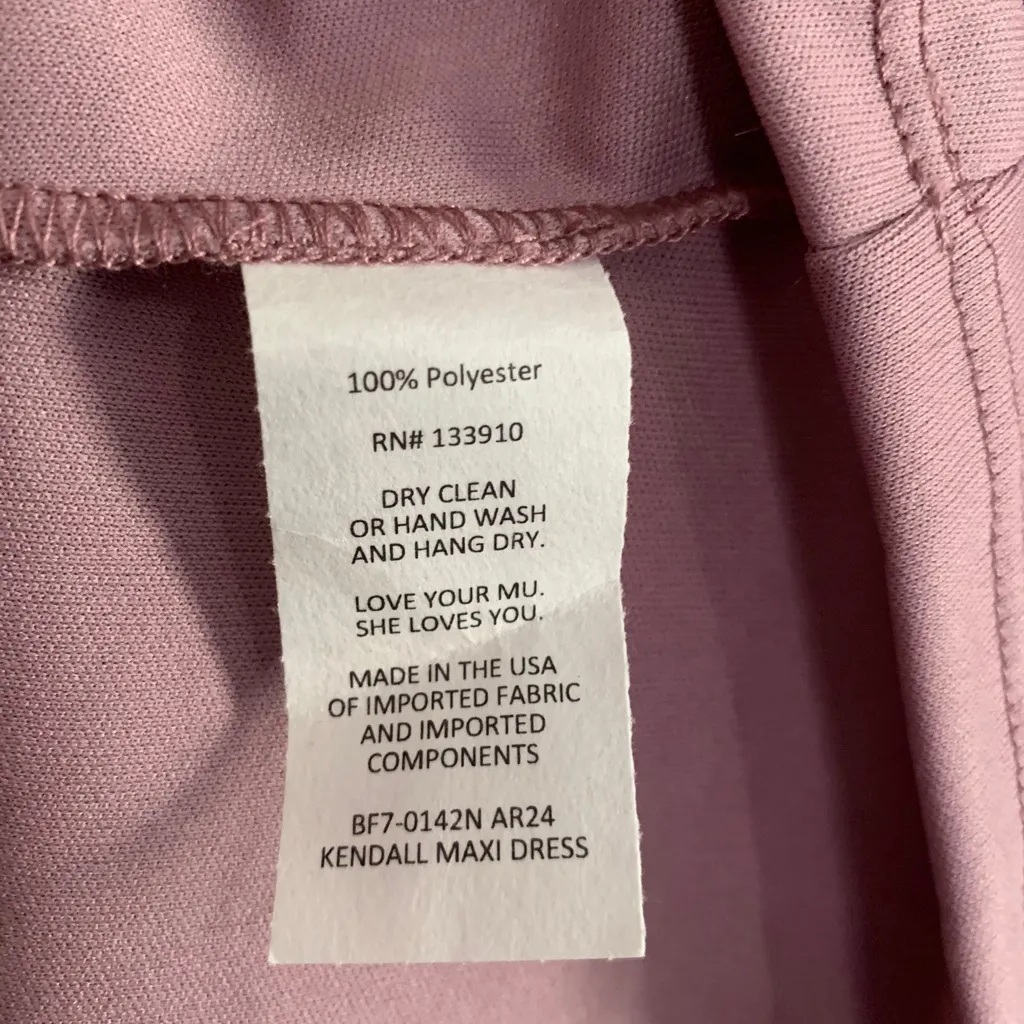 100% Polyester
RN# 133910
DRY CLEAN
OR HAND WASH
AND HANG DRY.
LOVE YOUR MU.
SHE LOVES YOU.
MADE IN THE USA
OF IMPORTED FABRIC
AND IMPORTED
COMPONENTS
BF7-0142N AR24
KENDALL MAXI DRESS